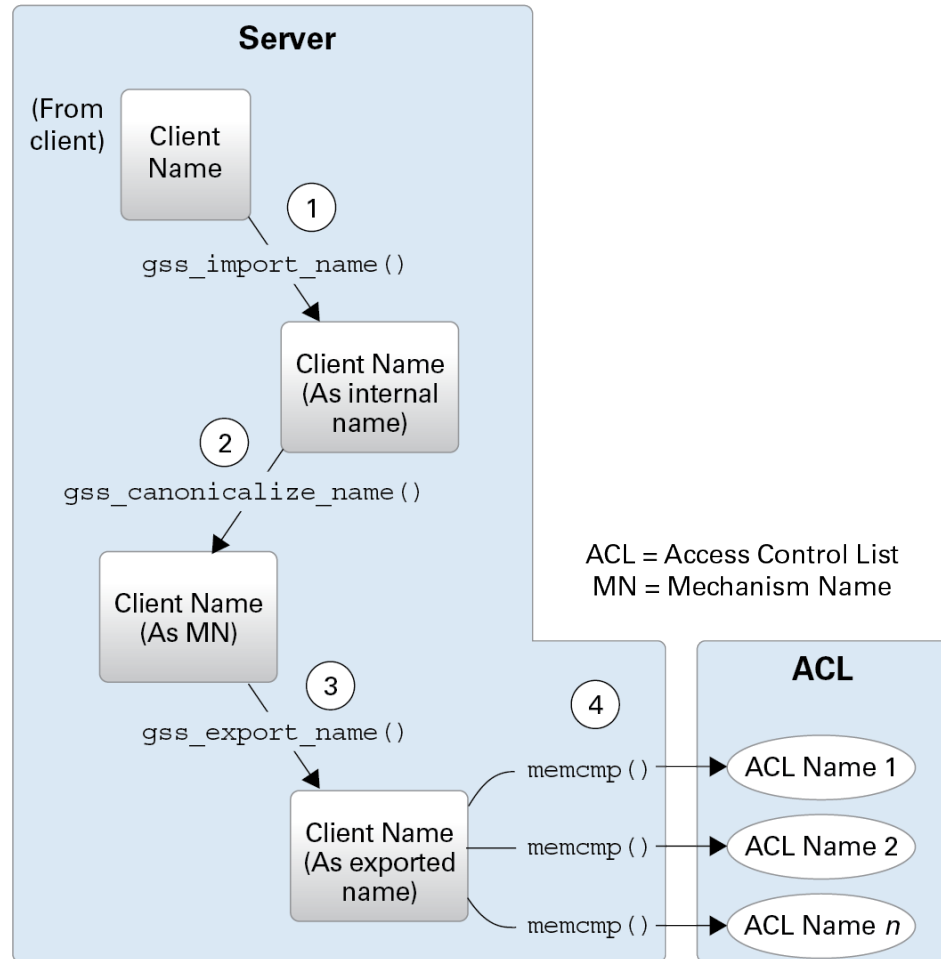 Server
(From
client)
Client
Name
1
gss_import_name()
Client Name
(As internal
name)
2
gss_canonicalize_name()
Client Name
(As MN)
3
gss_export_name()
Client Name
(As exported
name)
4
memcmp()
memcmp()
memcmp()
ACL = Access Control List
MN = Mechanism Name
ACL
ACL Name 1
ACL Name 2
ACL Name n